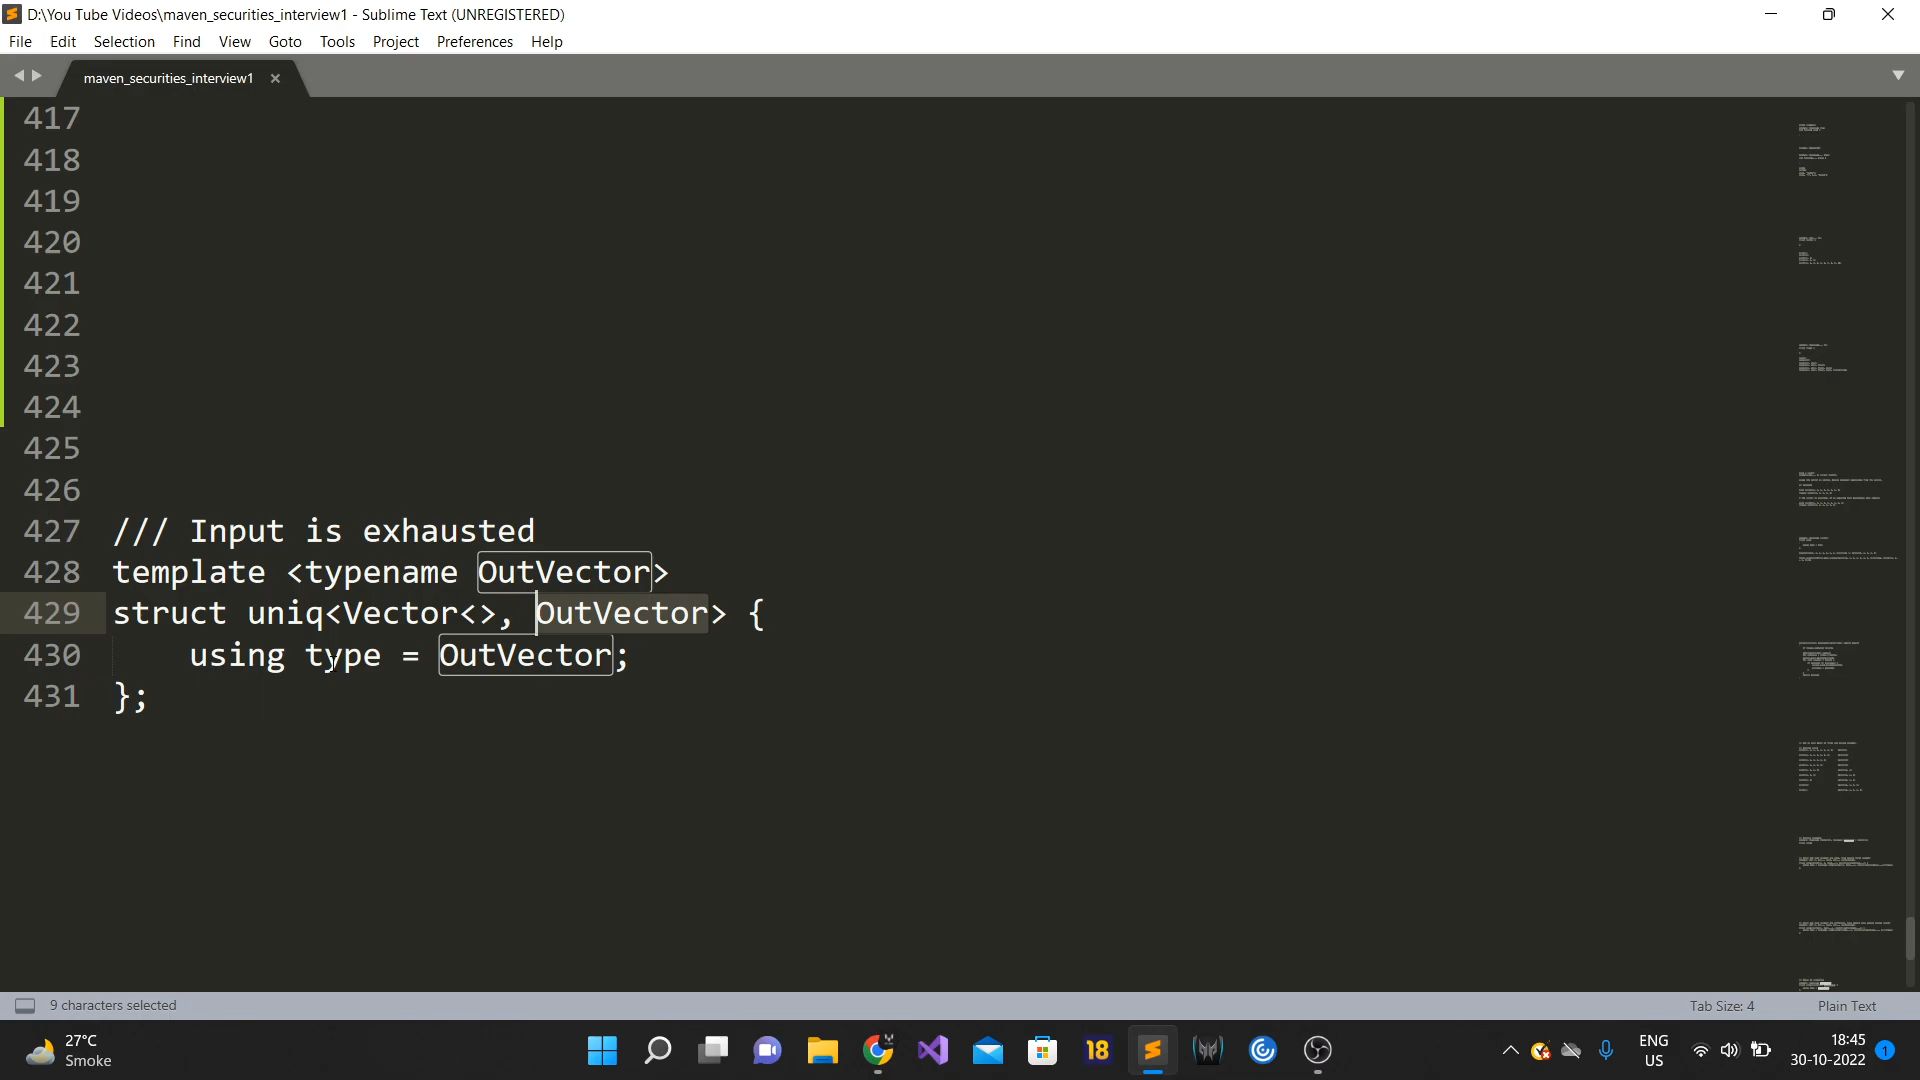 D:\You Tube Videos\maven_securities_interview1 - Sublime Text (UNREGISTERED)
File Edit Selection Find View Goto Tools Project Preferences Help
maven_securities_interview1
417
418
419
420
421
422
423
424
425
426
427 /// Input is exhausted
428 template <typename OutVector>
429 struct uniq<Vector<>, OutVector> {
430 using type = OutVector;
431 };
9 characters selected
Tab Size: 4
Plain Text
27°C
Smoke
18
ENG
US
18:45
30-10-2022
1